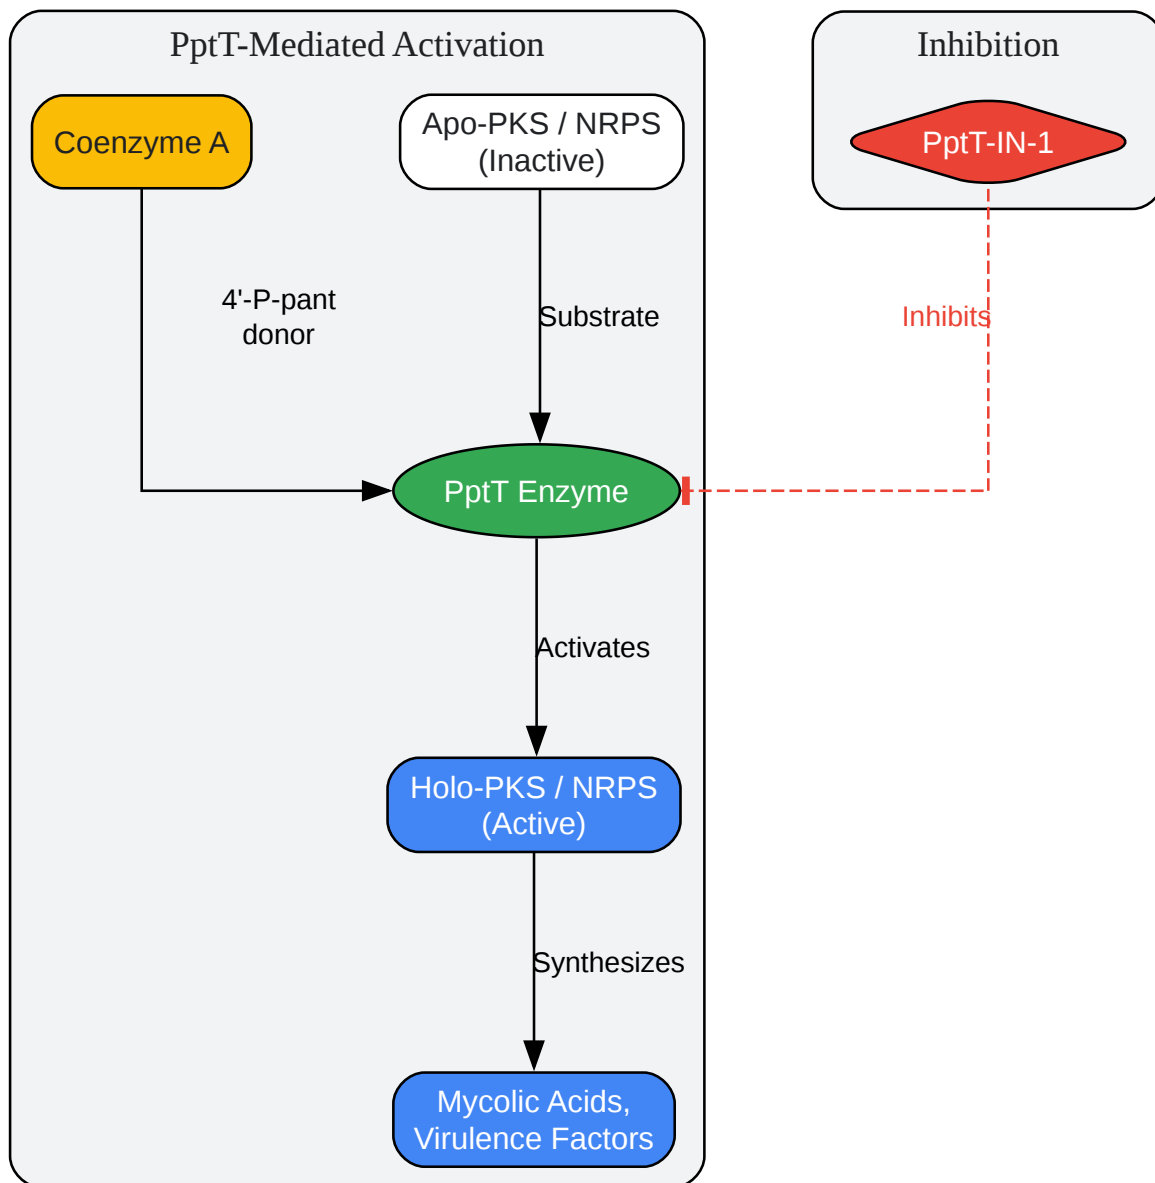 PptT-Mediated Activation
Inhibition
Coenzyme A
Apo-PKS / NRPS
(Inactive)
PptT-IN-1
4'-P-pant
donor
Substrate
Inhibits
PptT Enzyme
Activates
Holo-PKS / NRPS
(Active)
Synthesizes
Mycolic Acids,
Virulence Factors